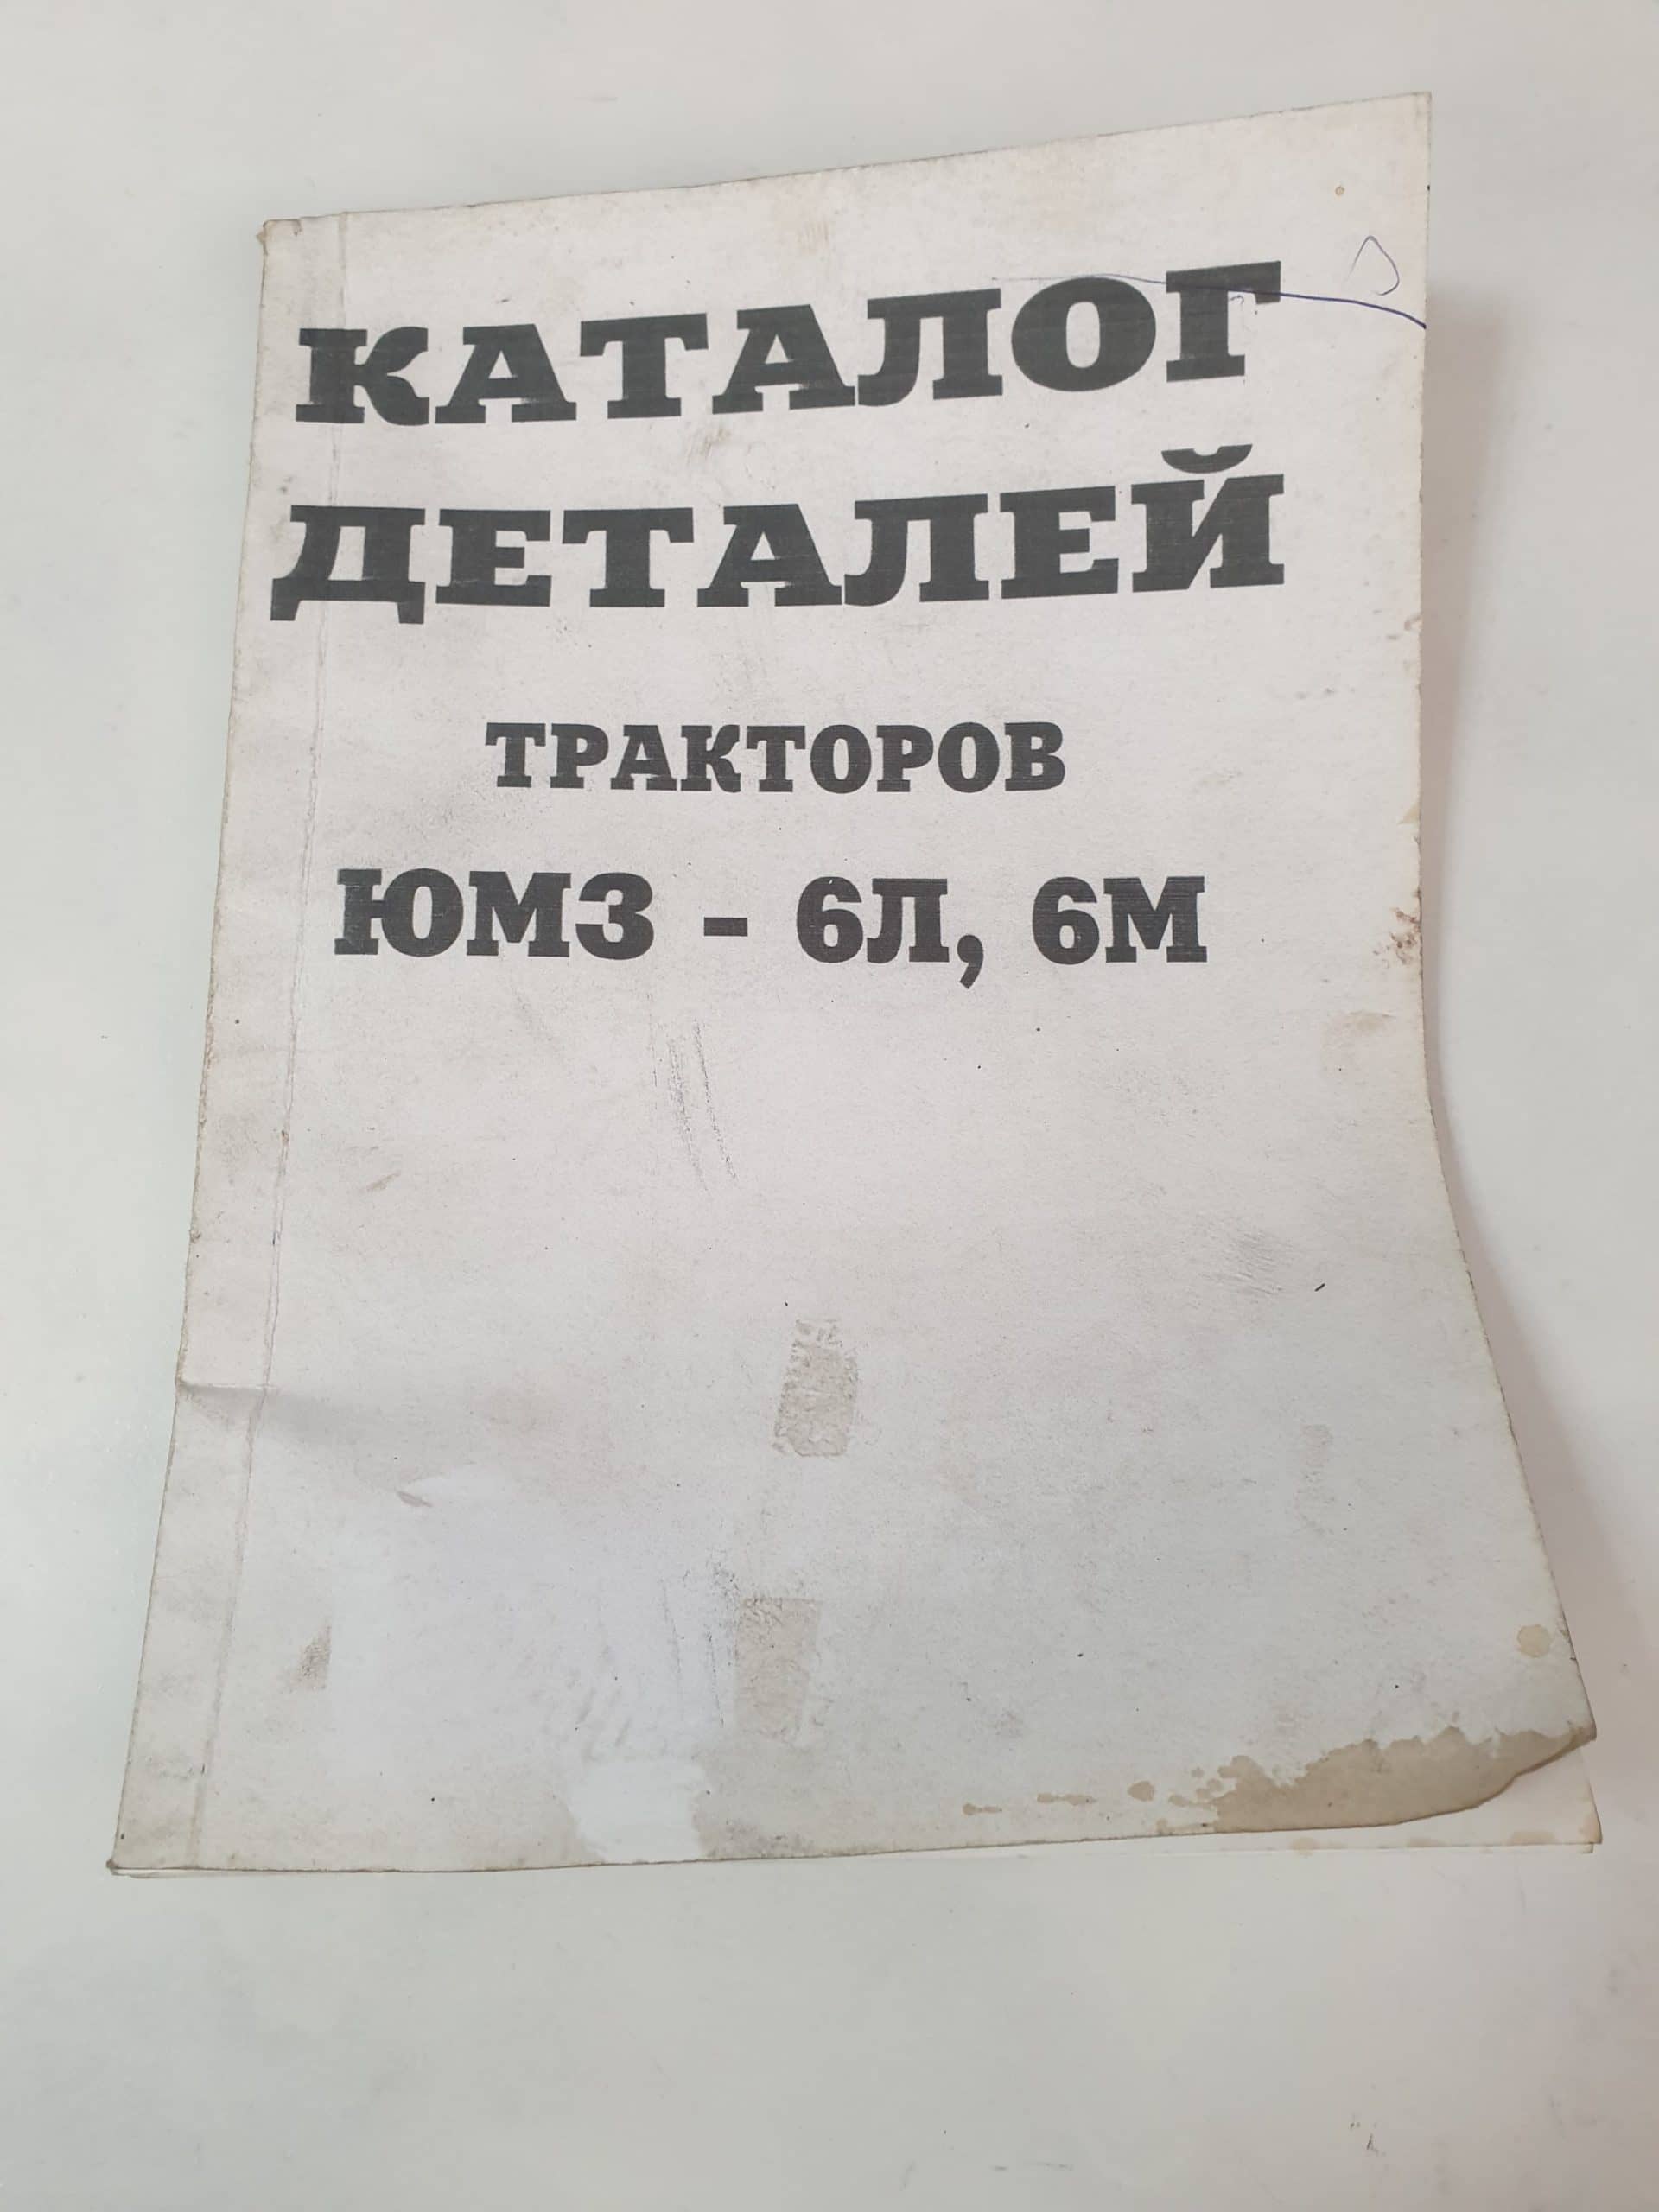 КАТАЛОГ
ДЕТАЛЕЙ
ТРАКТОРОВ
ЮМЗ - 6Л, 6М